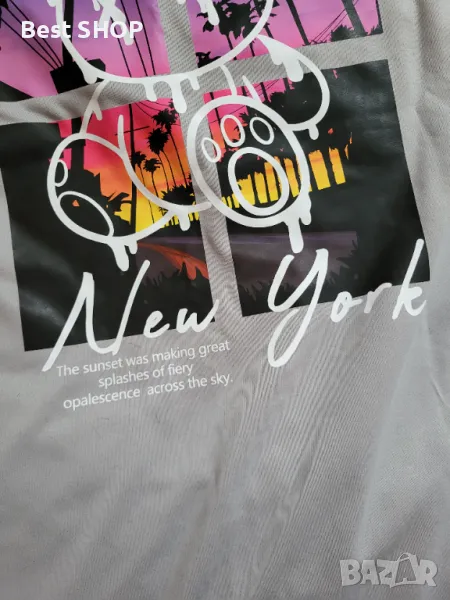 Best SHOP
New York
The sunset was making great
splashes of fiery
opalescence across the sky.
BAZAR